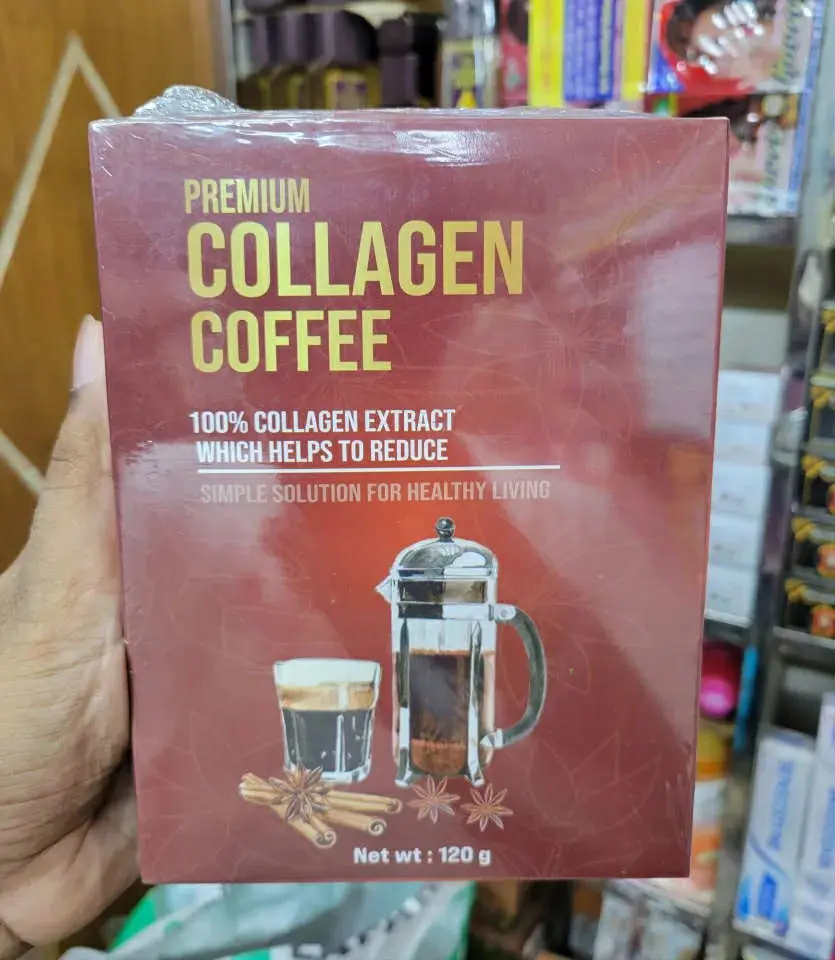 PREMIUM
COLLAGEN
COFFEE
100% COLLAGEN EXTRACT
WHICH HELPS TO REDUCE
SIMPLE SOLUTION FOR HEALTHY LIVING
Net wt : 120 g